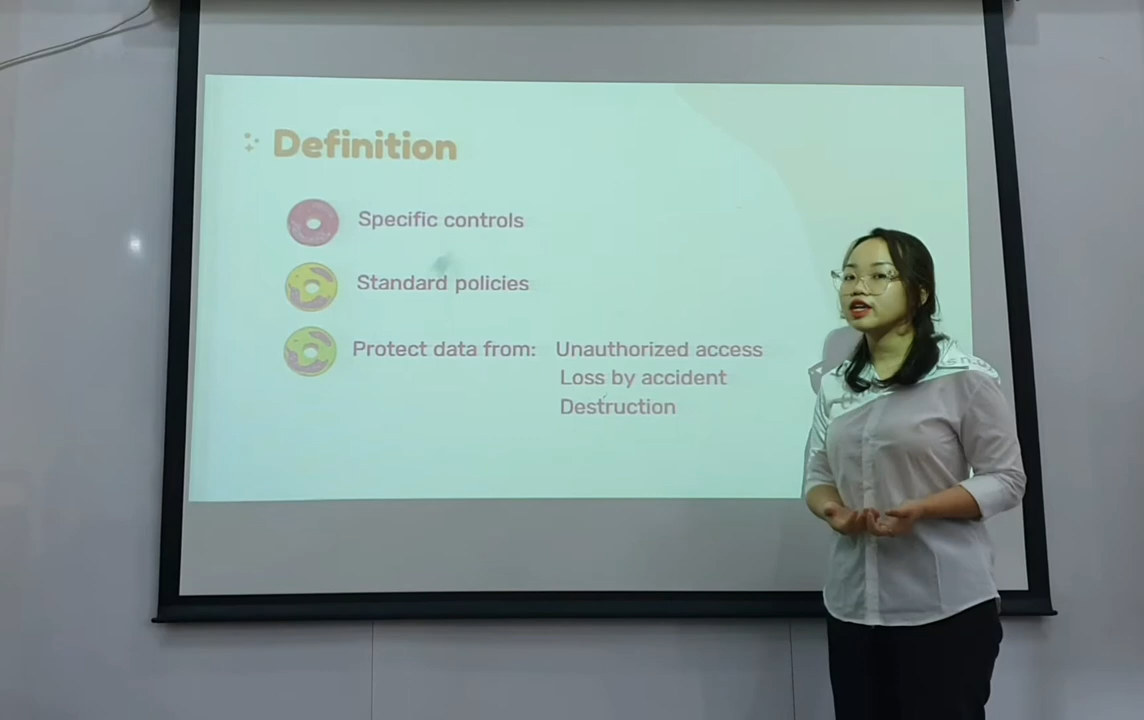 Definition
Specific controls
Standard policies
Protect data from: Unauthorized access
Loss by accident
Destruction